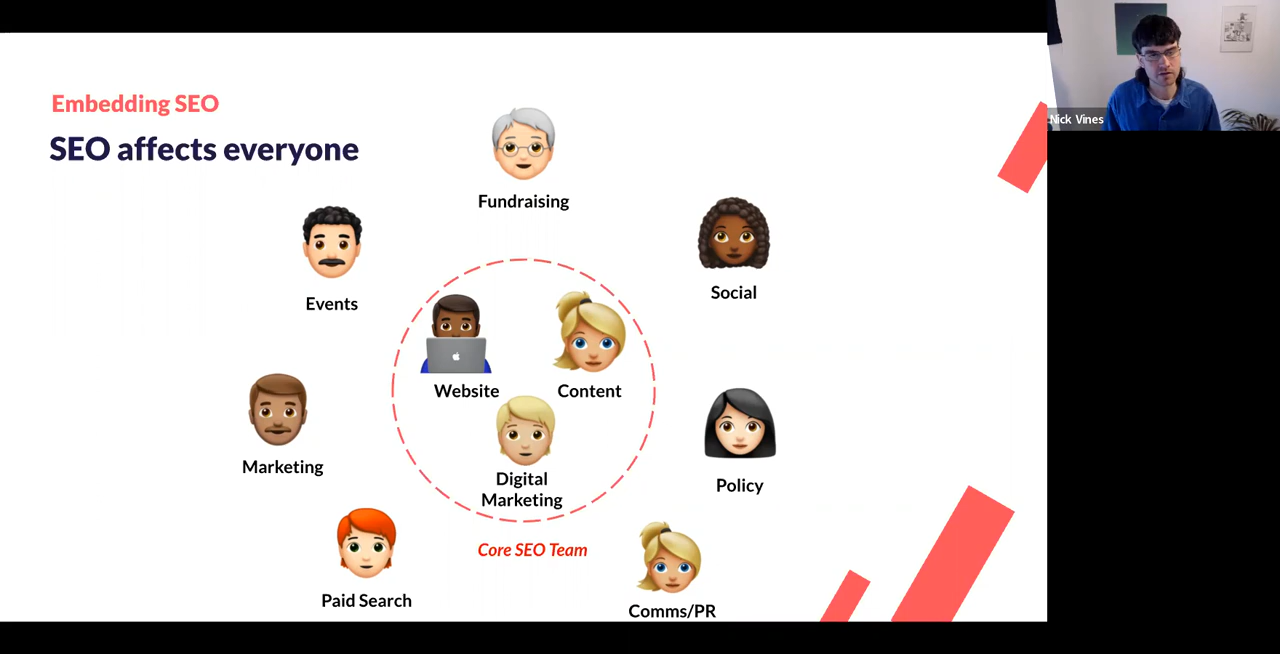 Embedding SEO
SEO affects everyone
Nick Vines
Fundraising
Social
Events
Website
Content
Marketing
Digital
Marketing
Policy
Core SEO Team
Paid Search
Comms/PR